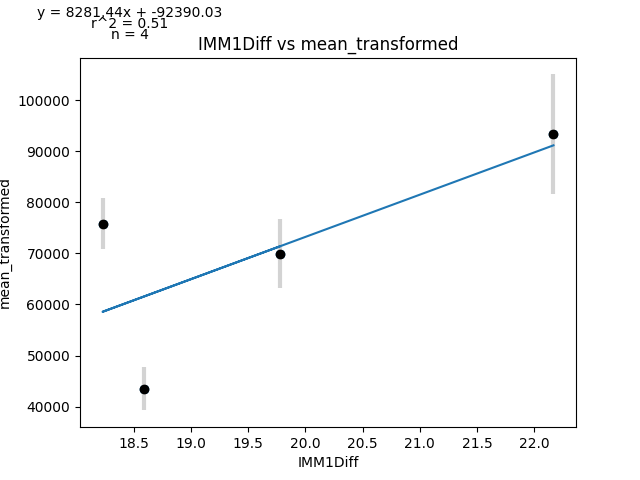 y = 8281.44x + -92390.03
r^2 = 0.51
n = 4
IMM1Diff vs mean_transformed
mean_transformed
100000
90000
80000
70000
60000
50000
40000
18.5 19.0 19.5 20.0 20.5 21.0 21.5 22.0
IMM1Diff